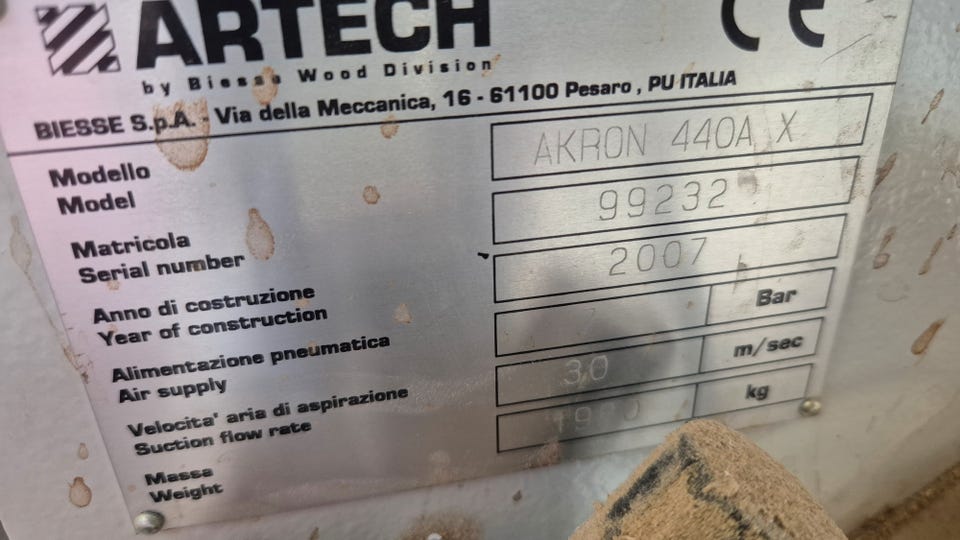 ARTECH CE
by Biesse Wood Division
BIESSE S.p.A. - Via della Meccanica, 16 - 61100 Pesaro, PU ITALIA
Modello
Model
AKRON 440A X
Matricola
Serial number
99232
Anno di costruzione
Year of construction
2007
Alimentazione pneumatica
Air supply
Bar
Velocita' aria di aspirazione
Suction flow rate
30 m/sec
Massa
Weight
kg